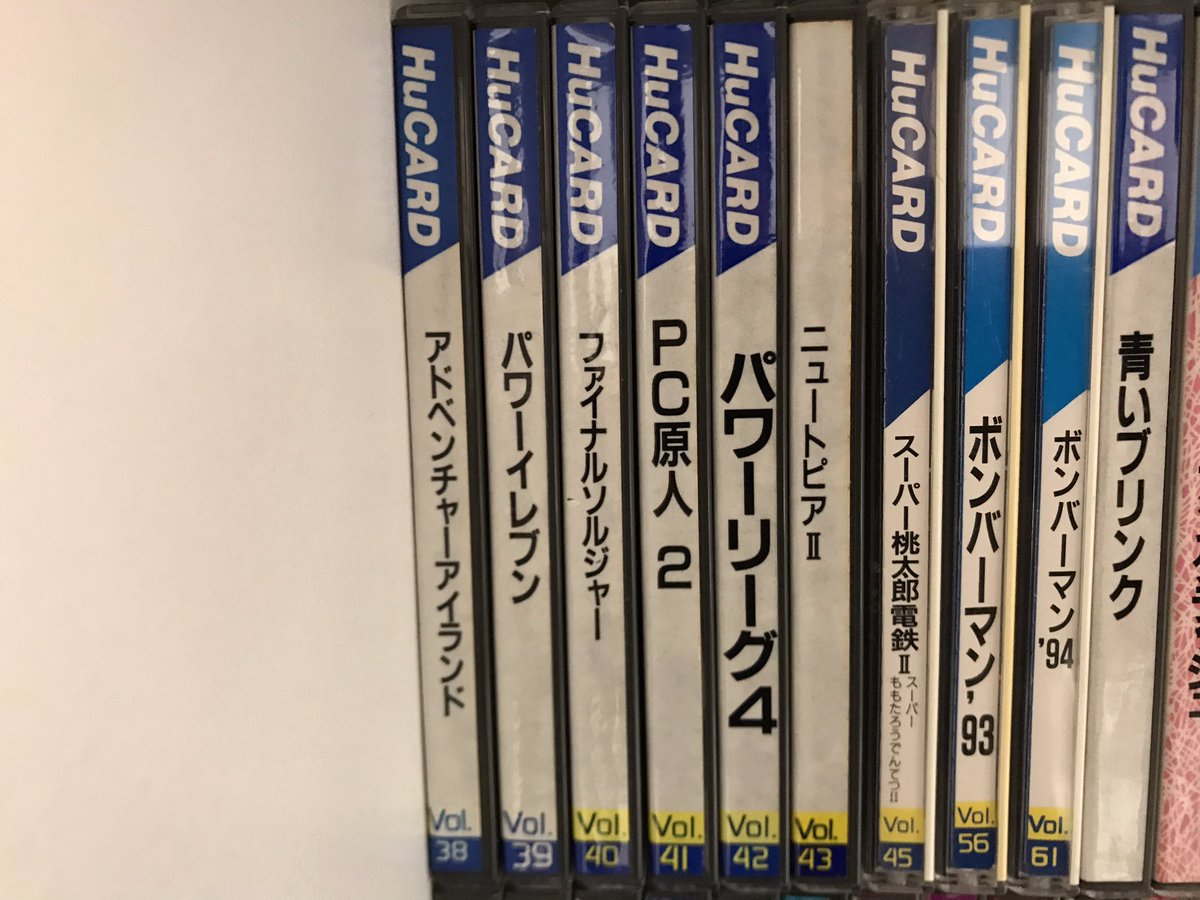 HuCARD
アドベンチャーアイランド
Vol.
38
HuCARD
パワーイレブン
Vol.
39
HuCARD
ファイナルソルジャー
Vol.
40
HuCARD
PC原人 2
Vol.
41
HuCARD
パワーリーグ4
Vol.
42
ニュートピアⅡ
Vol.
43
HuCARD
スーパー桃太郎電鉄Ⅱ
スーパー
ももたろうでんてつⅡ
Vol.
45
HuCARD
ボンバーマン'93
Vol.
56
HuCARD
ボンバーマン'94
Vol.
61
HuCARD
青いブリンク